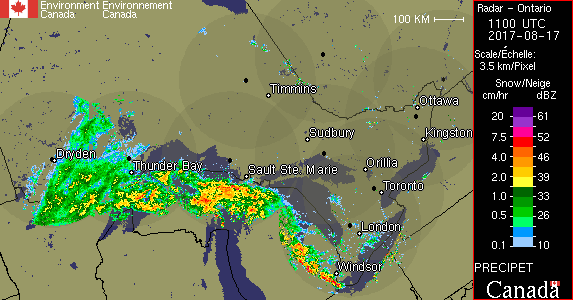 Environment Environnement
Canada Canada
100 KM
Timmins
Ottawa
Sudbury
Kingston
Dryden
Thunder Bay
Sault Ste. Marie
Orillia
Toronto
London
Windsor
Radar - Ontario
1100 UTC
2017-08-17
Scale/Échelle:
3.5 km/Pixel
Snow/Neige
cm/hr dBZ
20 61
7.5 52
4.0 46
2.0 39
1.0 33
0.5 26
0.1 10
PRECIPET
Canada